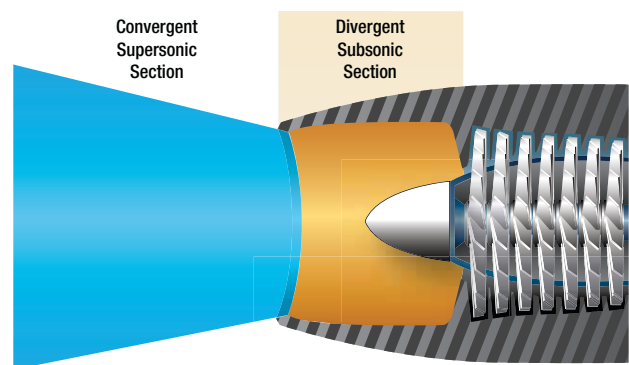 Convergent
Supersonic
Section
Divergent
Subsonic
Section